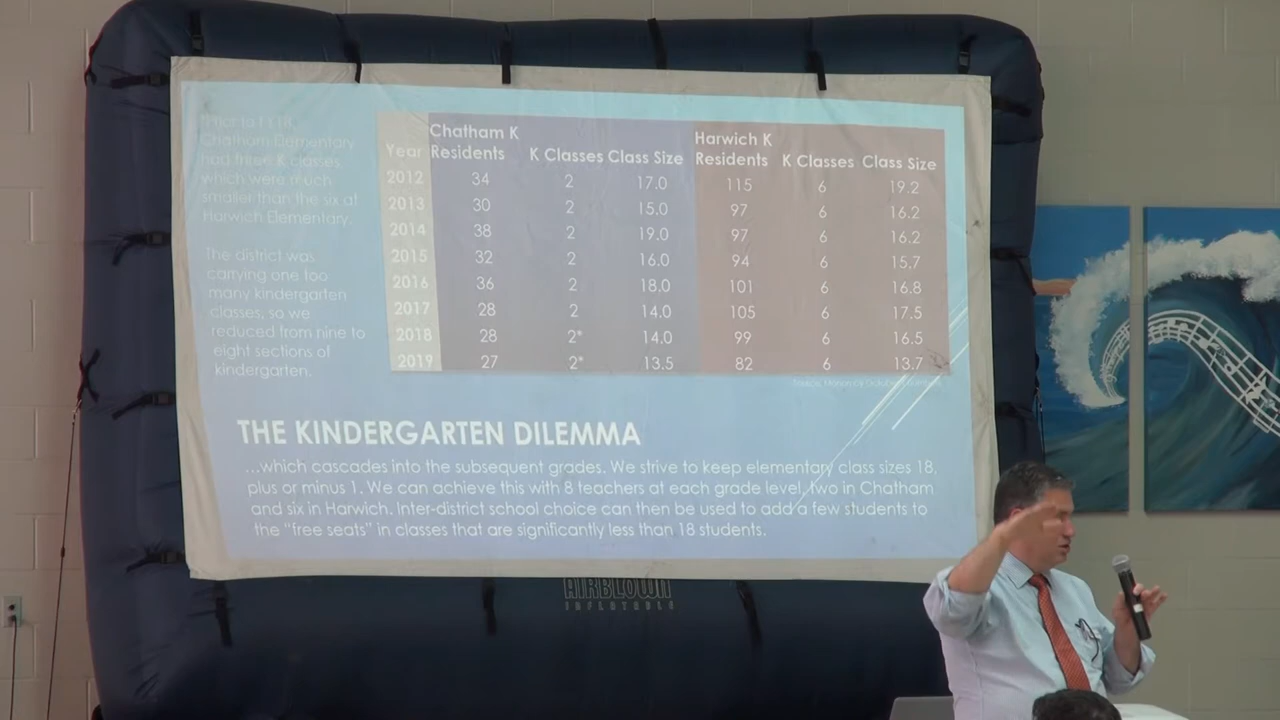 Prior to FY18,
Chatham Elementary
had three K classes,
which were much
smaller than the six at
Harwich Elementary.
The district was
carrying one too
many kindergarten
classes, so we
reduced from nine to
eight sections of
kindergarten.
Year Chatham K Residents K Classes Class Size Harwich K Residents K Classes Class Size
2012 34 2 17.0 115 6 19.2
2013 30 2 15.0 97 6 16.2
2014 38 2 19.0 97 6 16.2
2015 32 2 16.0 94 6 15.7
2016 36 2 18.0 101 6 16.8
2017 28 2 14.0 105 6 17.5
2018 28 2* 14.0 99 6 16.5
2019 27 2* 13.5 82 6 13.7
THE KINDERGARTEN DILEMMA
...which cascades into the subsequent grades. We strive to keep elementary class sizes 18,
plus or minus 1. We can achieve this with 8 teachers at each grade level, two in Chatham
and six in Harwich. Inter-district school choice can then be used to add a few students to
the "free seats" in classes that are significantly less than 18 students.
AIRBLOWN
INFLATABLE